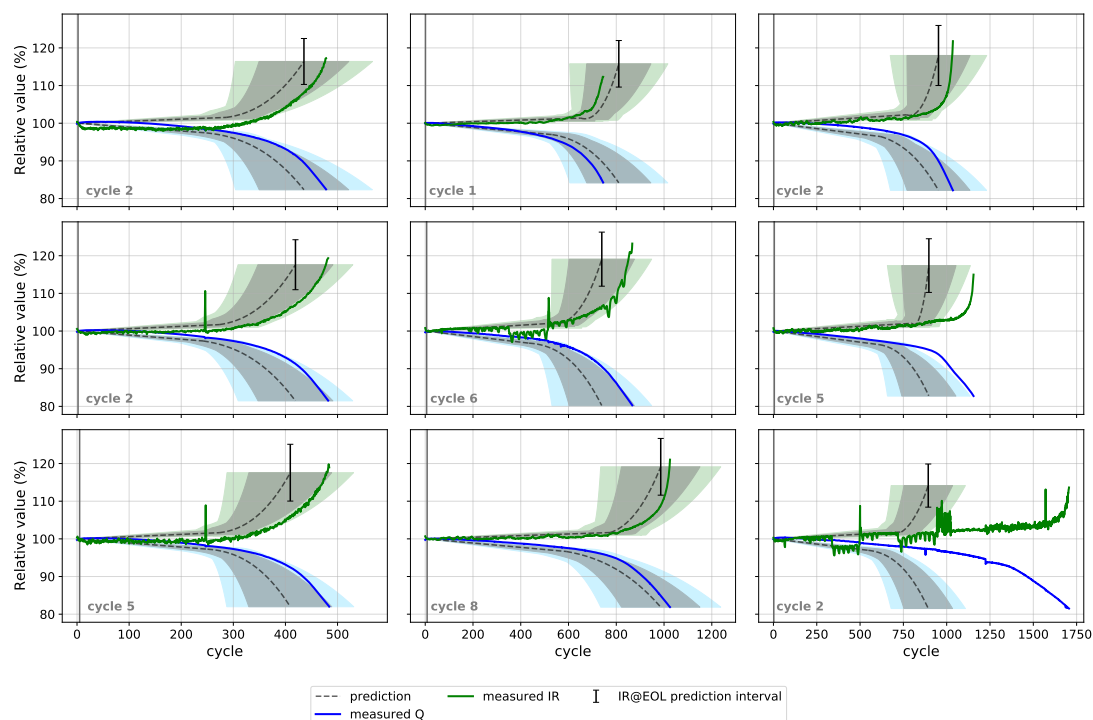 Relative value (%)
120
110
100
90
80
cycle 2
cycle 1
cycle 2
Relative value (%)
120
110
100
90
80
cycle 2
cycle 6
cycle 5
Relative value (%)
120
110
100
90
80
cycle 5
cycle 8
cycle 2
0 100 200 300 400 500
0 200 400 600 800 1000 1200
0 250 500 750 1000 1250 1500 1750
cycle cycle cycle
prediction measured IR IR@EOL prediction interval
measured Q